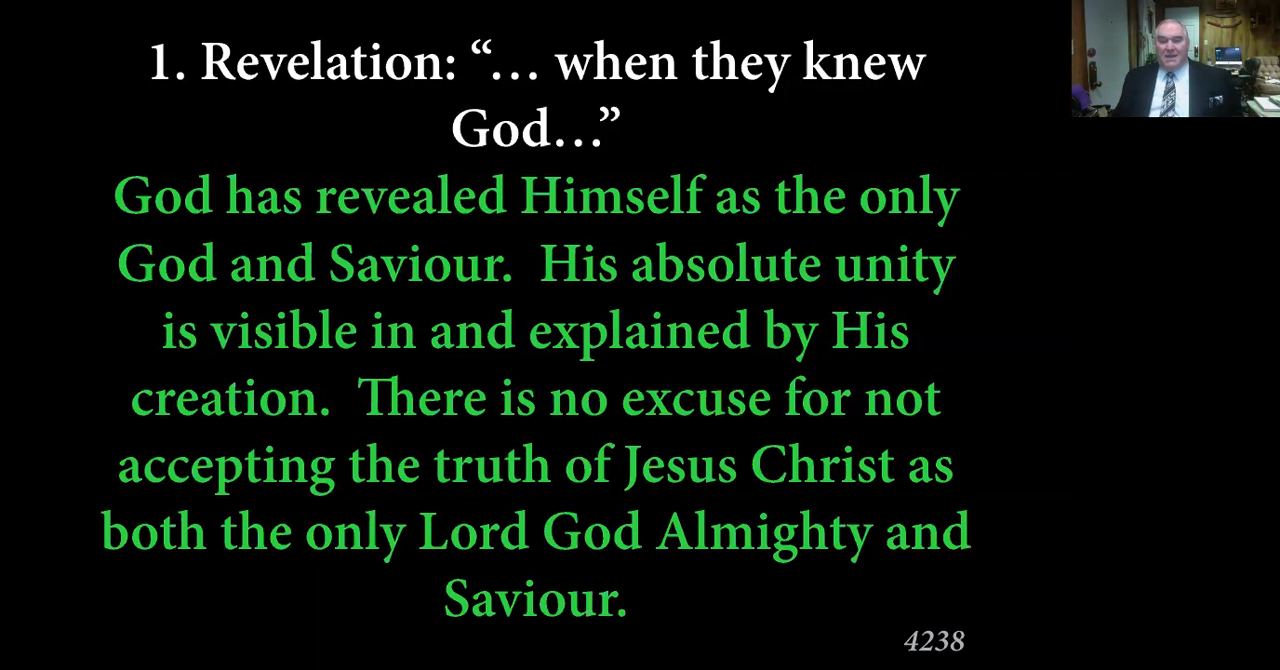 1. Revelation: “… when they knew
God…”
God has revealed Himself as the only
God and Saviour.  His absolute unity
is visible in and explained by His
creation.  There is no excuse for not
accepting the truth of Jesus Christ as
both the only Lord God Almighty and
Saviour.
4238